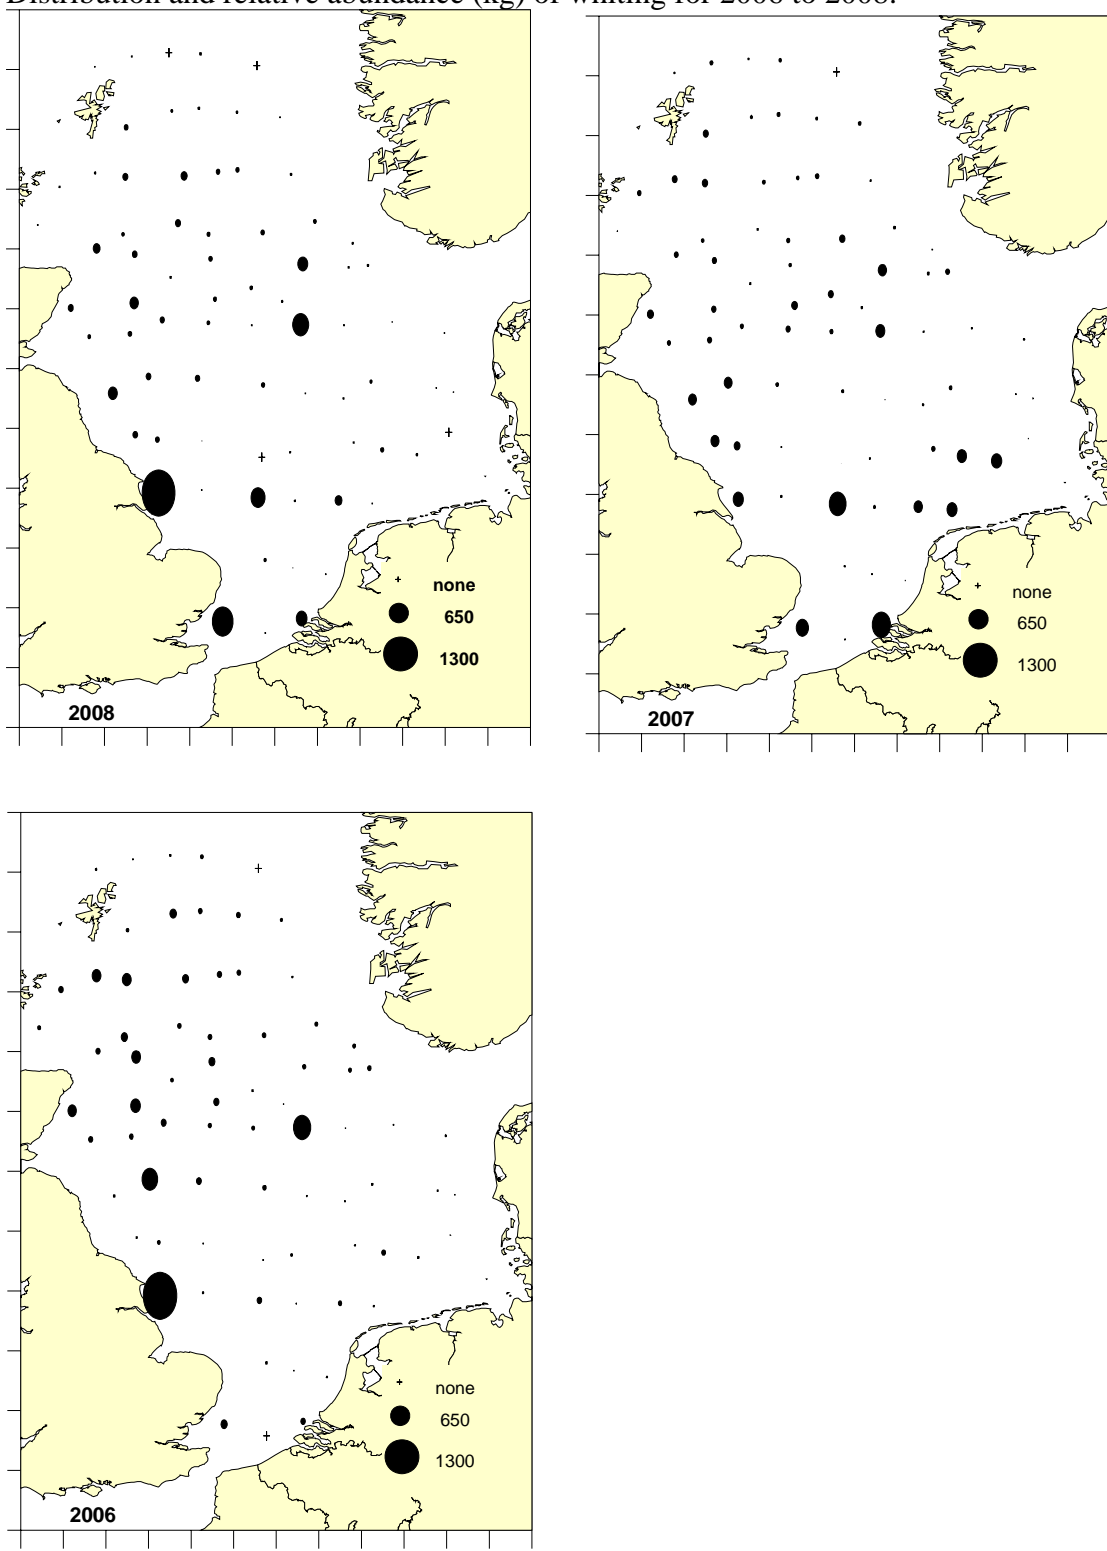 Distribution and relative abundance (kg) of whiting for 2006 to 2008.
none
650
1300
2008
none
650
1300
2007
none
650
1300
2006